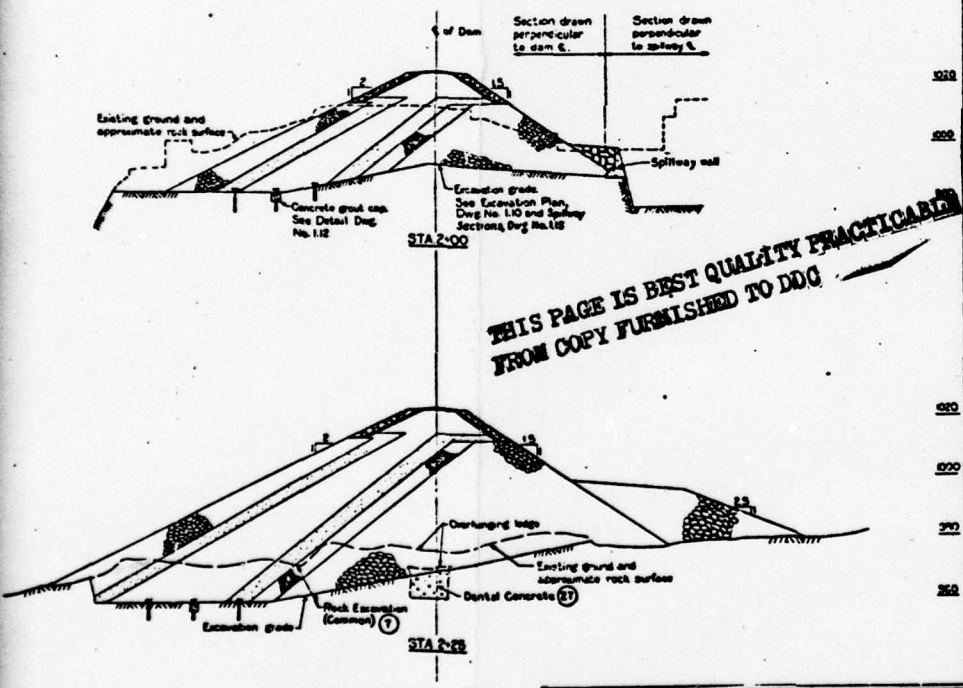 ℄ of Dam
Section drawn
perpendicular
to dam ℄.
Section drawn
perpendicular
to spillway ℄
2
1.5
1020
Existing ground and
approximate rock surface
1000
Spillway wall
Concrete grout cap.
See Detail Dwg
No. 1.12
Excavation grade.
See Excavation Plan,
Dwg No. 1.10 and Spillway
Sections, Dwg No. 1.15
STA 2+00
THIS PAGE IS BEST QUALITY PRACTICABLE
FROM COPY FURNISHED TO DDC
1020
2
1
1.5
1000
2.5
Overhanging ledge
980
Existing ground and
approximate rock surface
Dental Concrete 27
960
Rock Excavation
(Common) 7
Excavation grade
STA 2+25